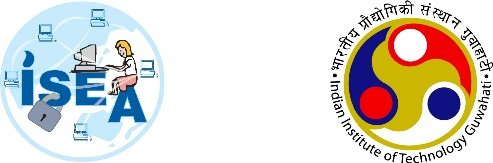 iSEA
भारतीय प्रौद्योगिकी संस्थान गुवाहाटी
Indian Institute of Technology Guwahati